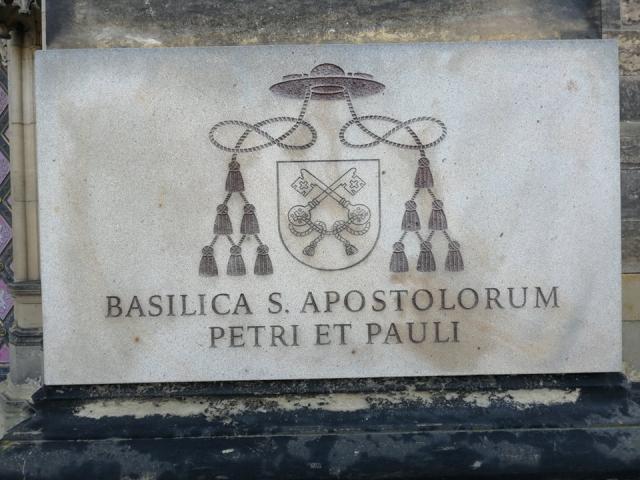 BASILICA S. APOSTOLORUM
PETRI ET PAULI